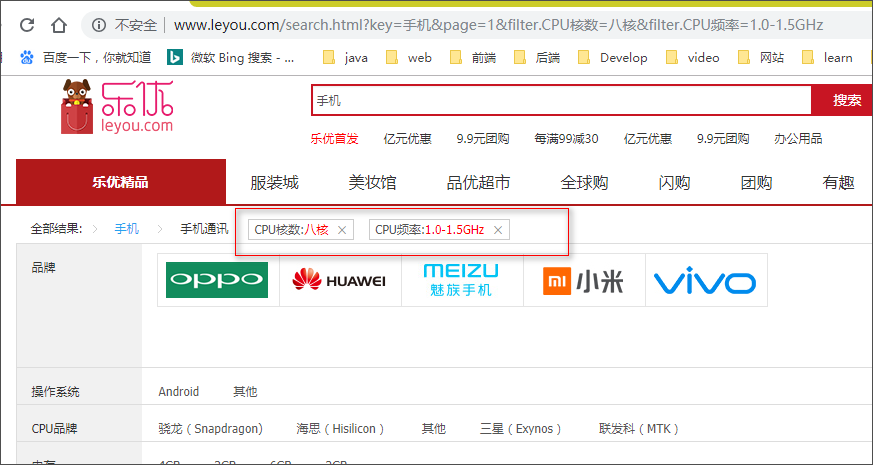 不安全 www.leyou.com/search.html?key=手机&page=1&filter.CPU核数=八核&filter.CPU频率=1.0-1.5GHz
百度一下，你就知道 微软 Bing 搜索 - ... java web 前端 后端 Develop video 网站 learn
乐优
leyou.com
手机 搜索
乐优首发 亿元优惠 9.9元团购 每满99减30 亿元优惠 9.9元团购 办公用品
乐优精品 服装城 美妆馆 品优超市 全球购 闪购 团购 有趣
全部结果: 手机 手机通讯 CPU核数:八核 × CPU频率:1.0-1.5GHz ×
品牌 oppo HUAWEI MEIZU 魅族手机 mi 小米 vivo
操作系统 Android 其他
CPU品牌 骁龙（Snapdragon) 海思（Hisilicon） 其他 三星（Exynos） 联发科（MTK）